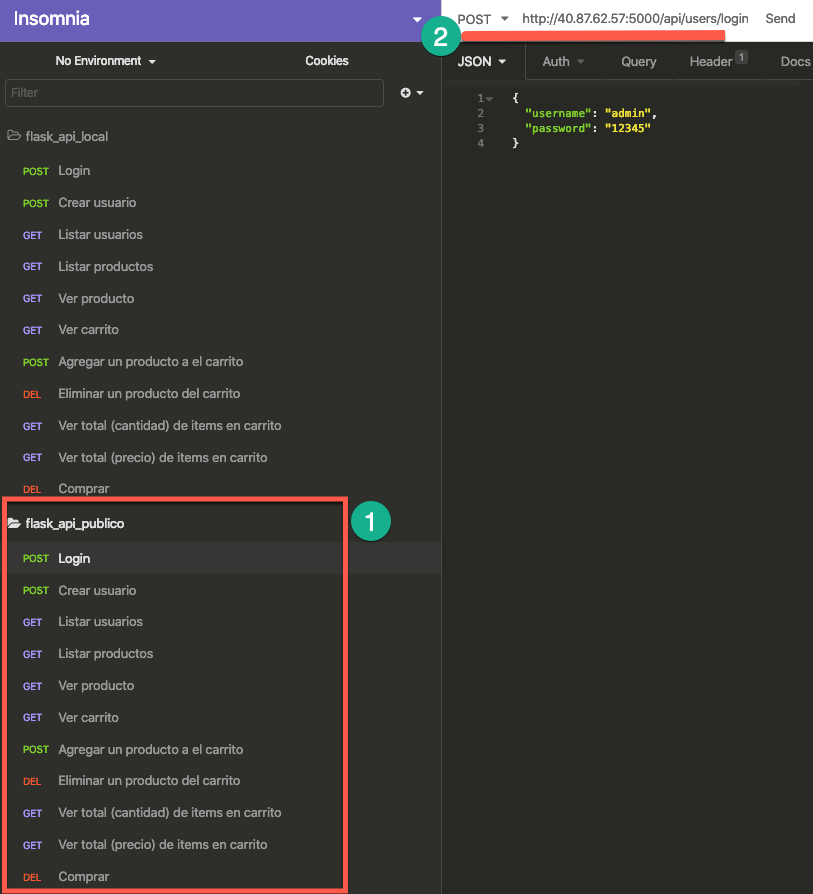 Insomnia
No Environment
Cookies
Filter
flask_api_local
POST Login
POST Crear usuario
GET Listar usuarios
GET Listar productos
GET Ver producto
GET Ver carrito
POST Agregar un producto a el carrito
DEL Eliminar un producto del carrito
GET Ver total (cantidad) de items en carrito
GET Ver total (precio) de items en carrito
DEL Comprar
flask_api_publico
1
POST Login
POST Crear usuario
GET Listar usuarios
GET Listar productos
GET Ver producto
GET Ver carrito
POST Agregar un producto a el carrito
DEL Eliminar un producto del carrito
GET Ver total (cantidad) de items en carrito
GET Ver total (precio) de items en carrito
DEL Comprar
2
POST http://40.87.62.57:5000/api/users/login Send
JSON Auth Query Header 1 Docs
1 {
2 "username": "admin",
3 "password": "12345"
4 }